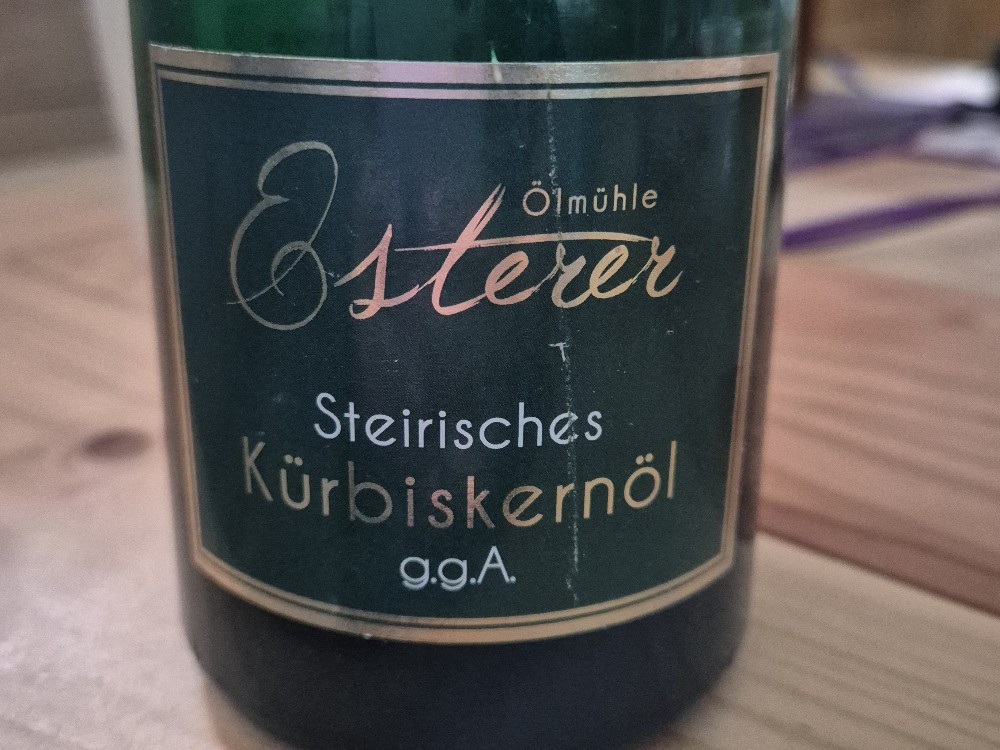 Ölmühle
Esterer
Steirisches
Kürbiskernöl
g.g.A.